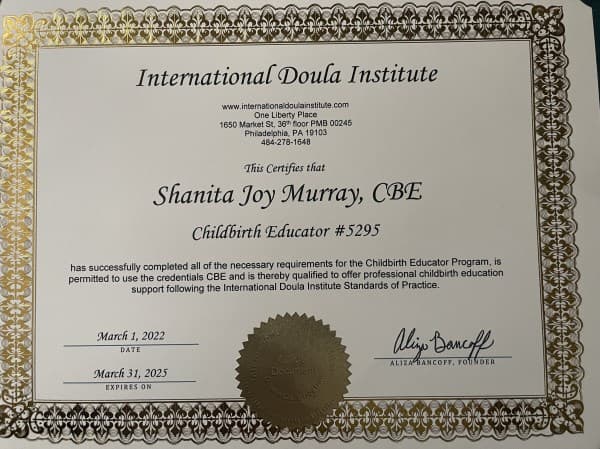 International Doula Institute
www.internationaldoulainstitute.com
One Liberty Place
1650 Market St, 36th floor PMB 00245
Philadelphia, PA 19103
484-278-1648
This Certifies that
Shanita Joy Murray, CBE
Childbirth Educator #5295
has successfully completed all of the necessary requirements for the Childbirth Educator Program, is
permitted to use the credentials CBE and is thereby qualified to offer professional childbirth education
support following the International Doula Institute Standards of Practice.
March 1, 2022
DATE
March 31, 2025
EXPIRES ON
Aliza Bancoff
ALIZA BANCOFF, FOUNDER
Document